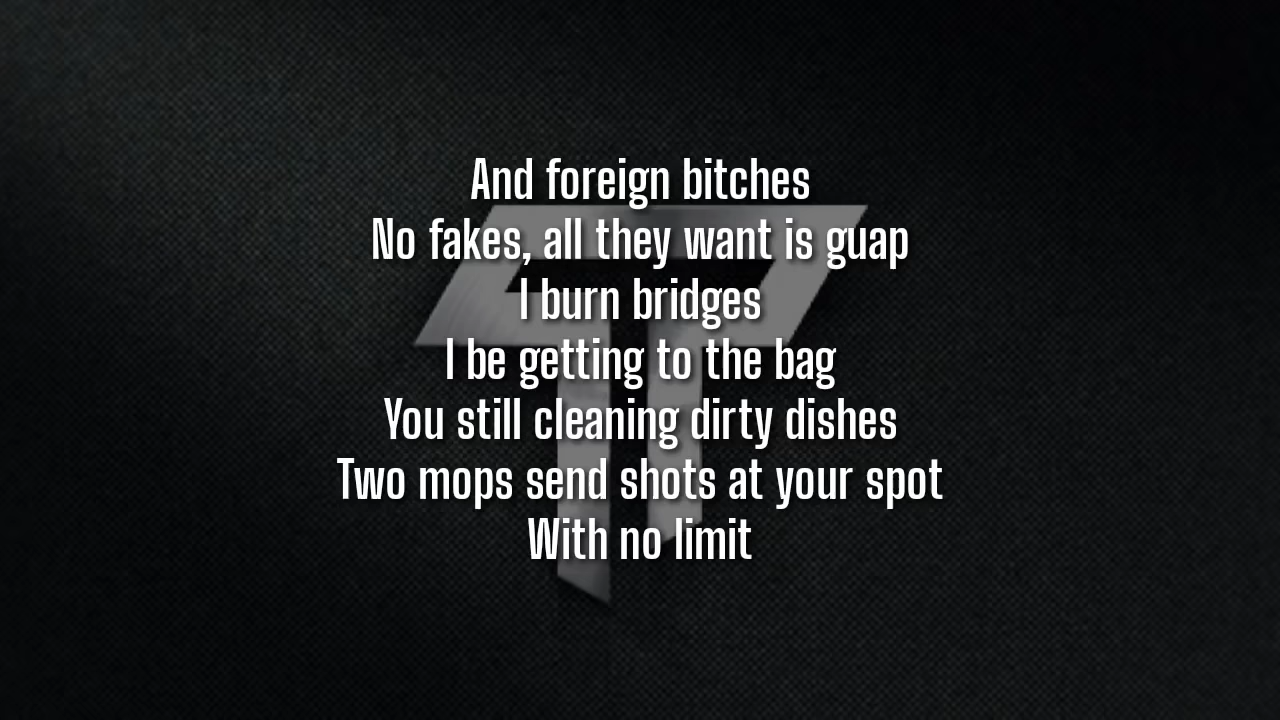 And foreign bitches
No fakes, all they want is guap
I burn bridges
I be getting to the bag
You still cleaning dirty dishes
Two mops send shots at your spot
With no limit